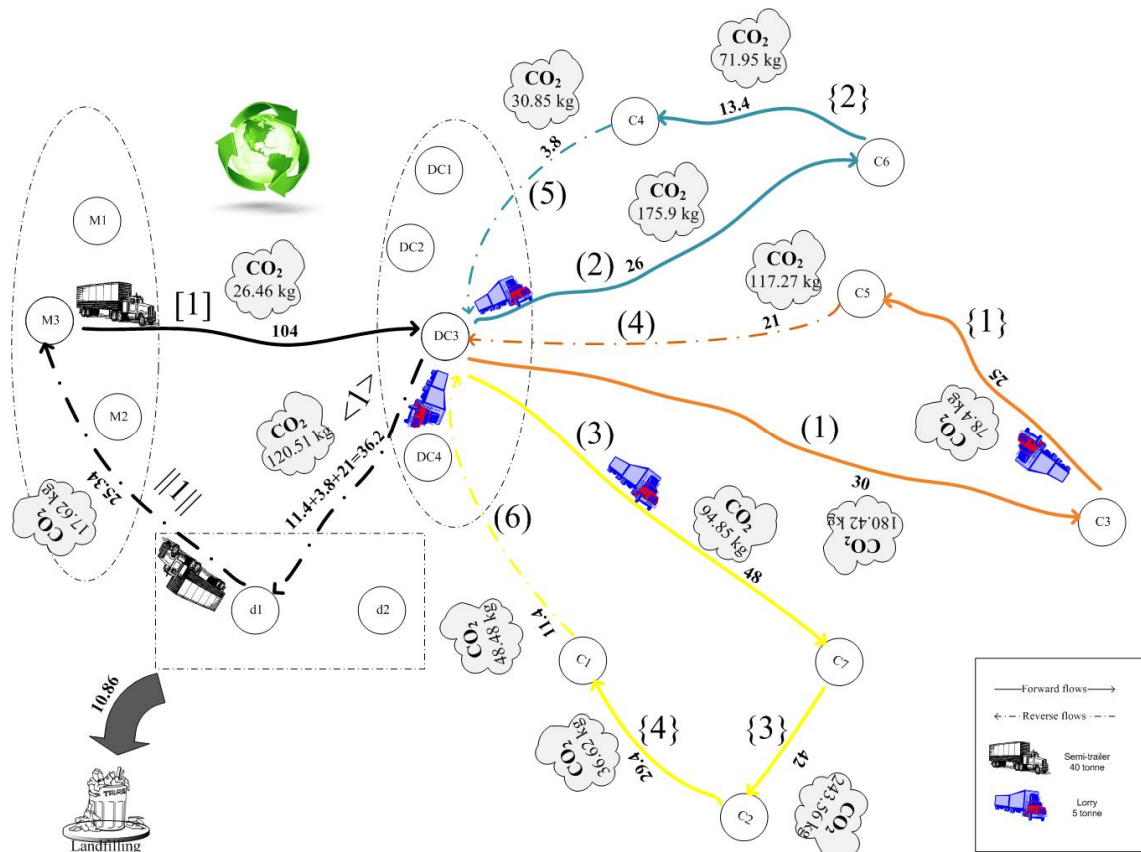 CO₂
71.95 kg
CO₂
30.85 kg
13.4
{2}
C4
C6
3.8
DC1
(5)
CO₂
175.9 kg
M1
DC2
CO₂
26.46 kg
(2)
26
CO₂
117.27 kg
C5
M3
[1]
104
DC3
(4)
21
{1}
25
M2
CO₂
120.51 kg
<1>
11.4+3.8+21=36.2
DC4
(3)
(1)
CO₂
78.4 kg
25.34
||1||
CO₂
17.62 kg
(6)
CO₂
94.85 kg
48
30
CO₂
180.42 kg
C3
d1
d2
11.4
CO₂
48.48 kg
C1
C7
10.86
{4}
29.4
CO₂
36.62 kg
{3}
42
C2
CO₂
243.56 kg
TRASH
Landfilling
Forward flows
Reverse flows
Semi-trailer
40 tonne
Lorry
5 tonne